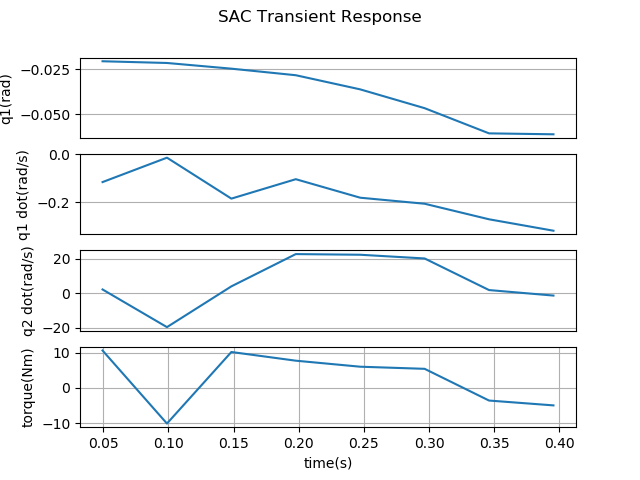 SAC Transient Response
q1(rad)
−0.025
−0.050
q1 dot(rad/s)
0.0
−0.2
q2 dot(rad/s)
20
0
−20
torque(Nm)
10
0
−10
0.05 0.10 0.15 0.20 0.25 0.30 0.35 0.40
time(s)